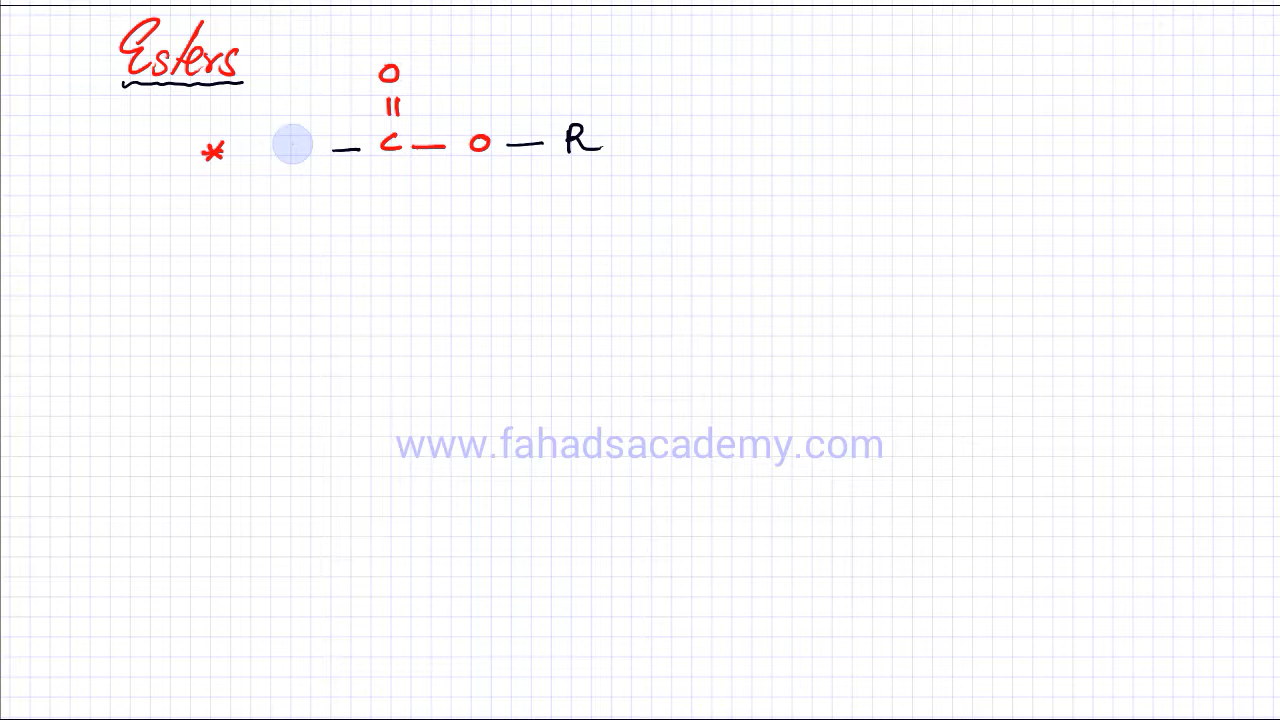 Esters
O
||
* – C – O – R
www.fahadsacademy.com